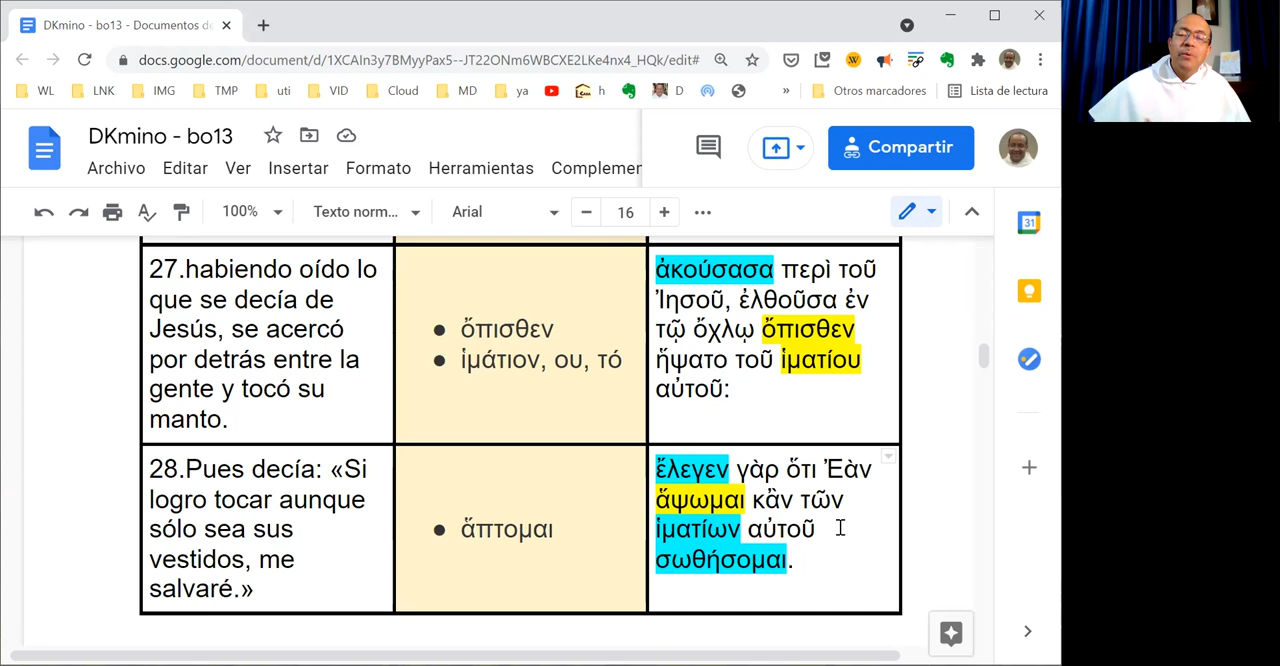 DKmino - bo13 - Documentos de
docs.google.com/document/d/1XCAIn3y7BMyyPax5--JT22ONm6WBCXE2LKe4nx4_HQk/edit#
WL LNK IMG TMP uti VID Cloud MD ya h D » Otros marcadores Lista de lectura
DKmino - bo13
Compartir
Archivo Editar Ver Insertar Formato Herramientas Complemen
100% Texto norm... Arial 16
31
27.habiendo oído lo
que se decía de
Jesús, se acercó
por detrás entre la
gente y tocó su
manto.
ὄπισθεν
ἱμάτιον, ου, τό
ἀκούσασα περὶ τοῦ
Ἰησοῦ, ἐλθοῦσα ἐν
τῷ ὄχλῳ ὄπισθεν
ἥψατο τοῦ ἱματίου
αὐτοῦ:
28.Pues decía: «Si
logro tocar aunque
sólo sea sus
vestidos, me
salvaré.»
ἅπτομαι
ἔλεγεν γὰρ ὅτι Ἐὰν
ἅψωμαι κἂν τῶν
ἱματίων αὐτοῦ
σωθήσομαι.